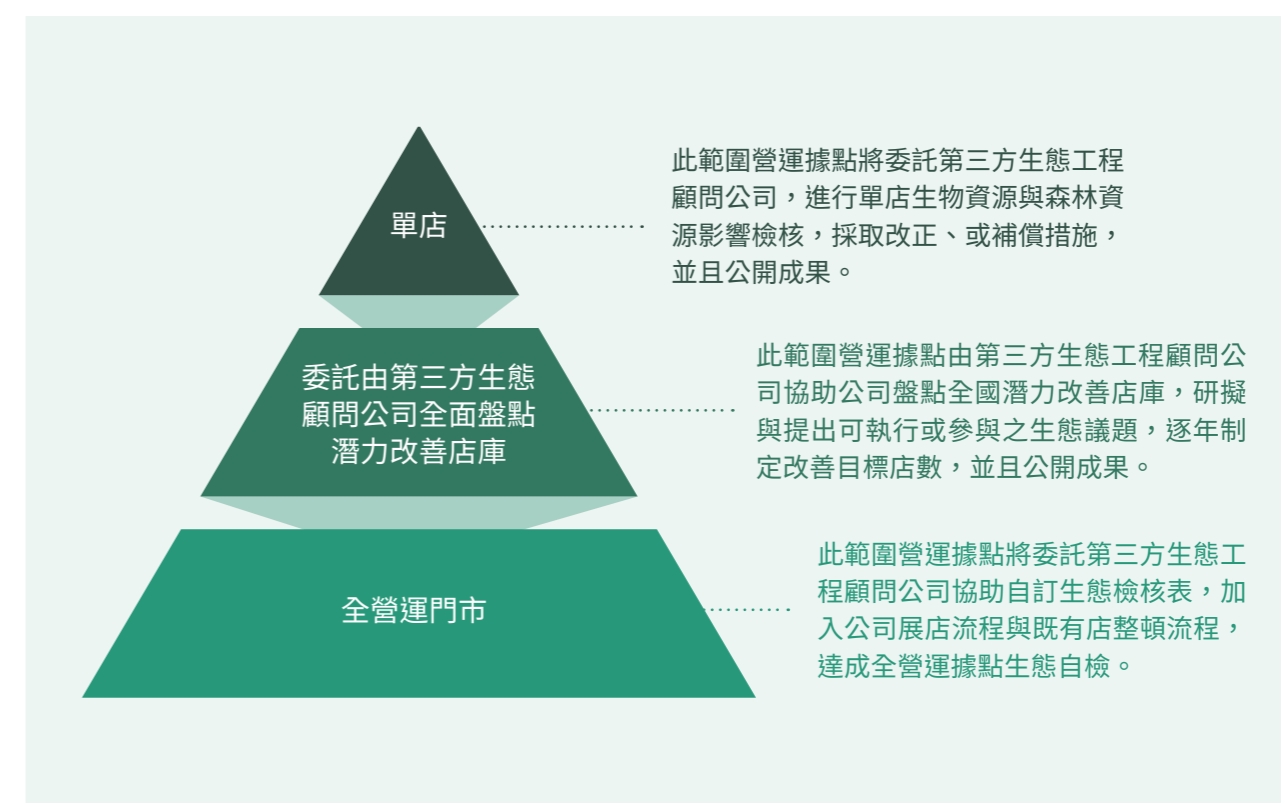 單店
此範圍營運據點將委託第三方生態工程
顧問公司，進行單店生物資源與森林資
源影響檢核，採取改正、或補償措施，
並且公開成果。
委託由第三方生態
顧問公司全面盤點
潛力改善店庫
此範圍營運據點由第三方生態工程顧問公
司協助公司盤點全國潛力改善店庫，研擬
與提出可執行或參與之生態議題，逐年制
定改善目標店數，並且公開成果。
全營運門市
此範圍營運據點將委託第三方生態工
程顧問公司協助自訂生態檢核表，加
入公司展店流程與既有店整頓流程，
達成全營運據點生態自檢。